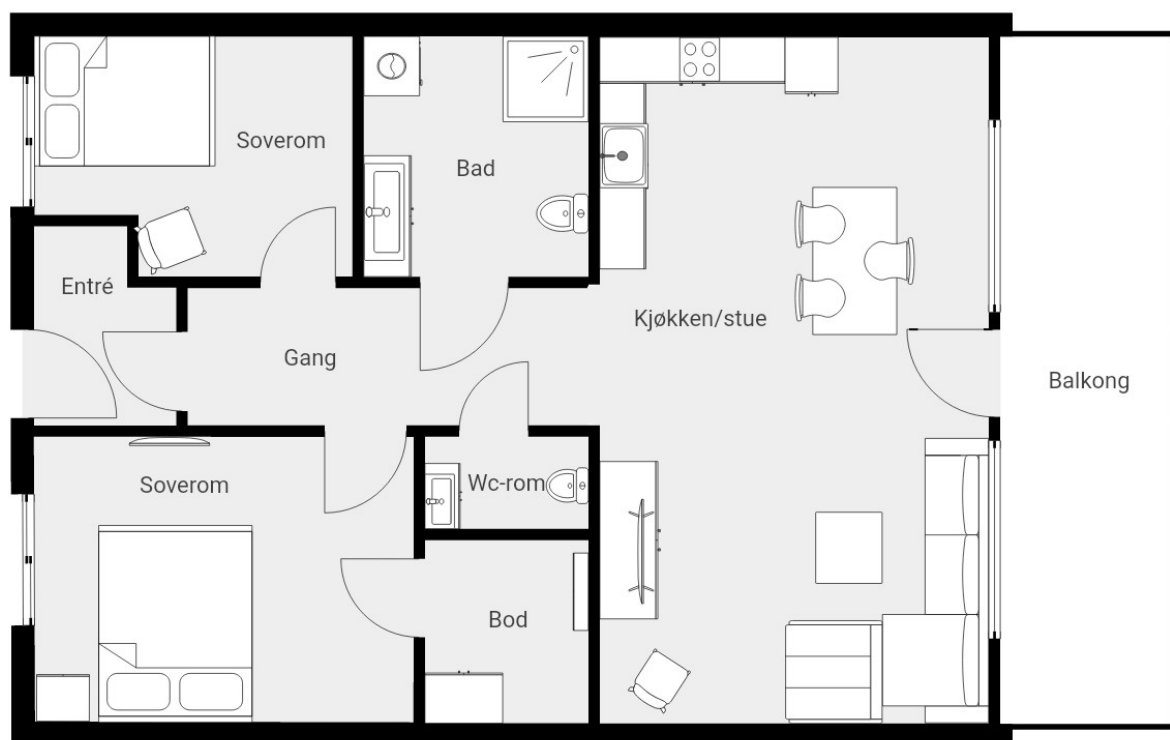 Soverom
Bad
Entré
Kjøkken/stue
Gang
Balkong
Soverom
Wc-rom
Bod